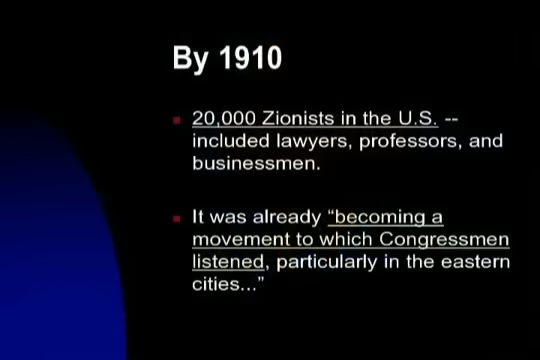 By 1910
20,000 Zionists in the U.S. --
included lawyers, professors, and
businessmen.
It was already “becoming a
movement to which Congressmen
listened, particularly in the eastern
cities...”